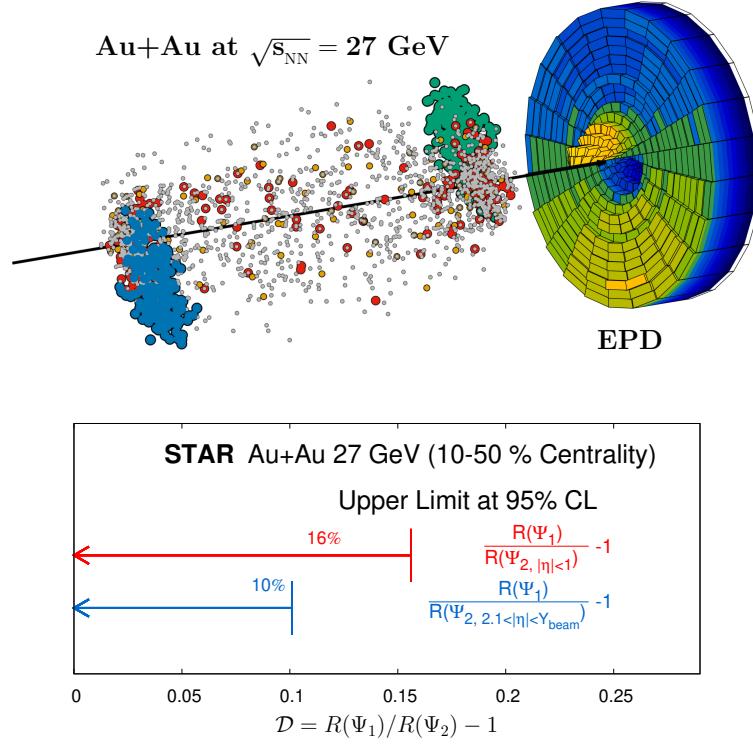 Au+Au at √s_NN = 27 GeV
EPD
STAR Au+Au 27 GeV (10-50 % Centrality)
Upper Limit at 95% CL
16%
R(Ψ₁)
R(Ψ₂, |η|<1) -1
10%
R(Ψ₁)
R(Ψ₂, 2.1<|η|<Y_beam) -1
0 0.05 0.1 0.15 0.2 0.25
𝒟 = R(Ψ₁)/R(Ψ₂) − 1